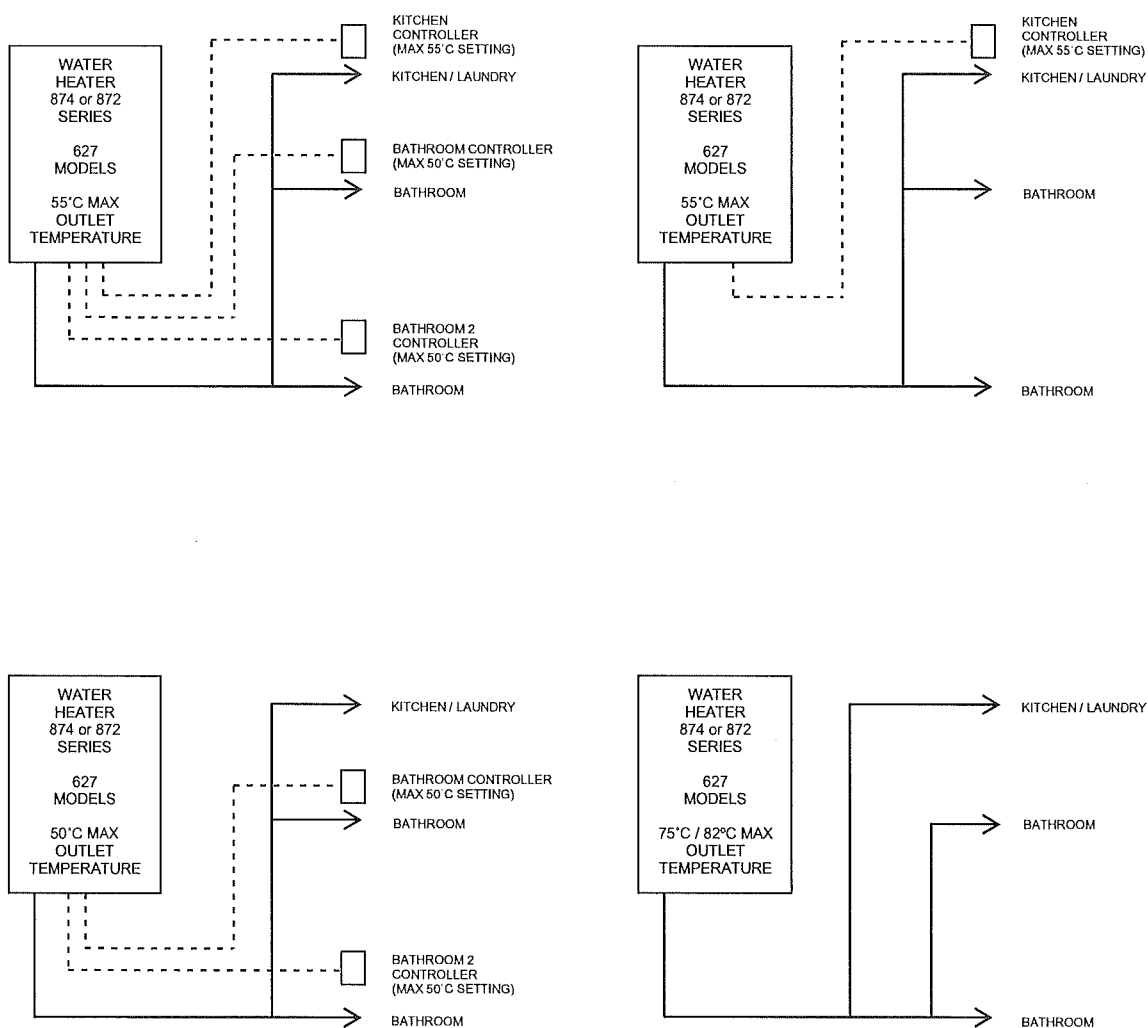 WATER
HEATER
874 or 872
SERIES
627
MODELS
55°C MAX
OUTLET
TEMPERATURE
KITCHEN
CONTROLLER
(MAX 55°C SETTING)
KITCHEN / LAUNDRY
BATHROOM CONTROLLER
(MAX 50°C SETTING)
BATHROOM
BATHROOM 2
CONTROLLER
(MAX 50°C SETTING)
BATHROOM
WATER
HEATER
874 or 872
SERIES
627
MODELS
55°C MAX
OUTLET
TEMPERATURE
KITCHEN
CONTROLLER
(MAX 55°C SETTING)
KITCHEN / LAUNDRY
BATHROOM
BATHROOM
WATER
HEATER
874 or 872
SERIES
627
MODELS
50°C MAX
OUTLET
TEMPERATURE
KITCHEN / LAUNDRY
BATHROOM CONTROLLER
(MAX 50°C SETTING)
BATHROOM
BATHROOM 2
CONTROLLER
(MAX 50°C SETTING)
BATHROOM
WATER
HEATER
874 or 872
SERIES
627
MODELS
75°C / 82ºC MAX
OUTLET
TEMPERATURE
KITCHEN / LAUNDRY
BATHROOM
BATHROOM